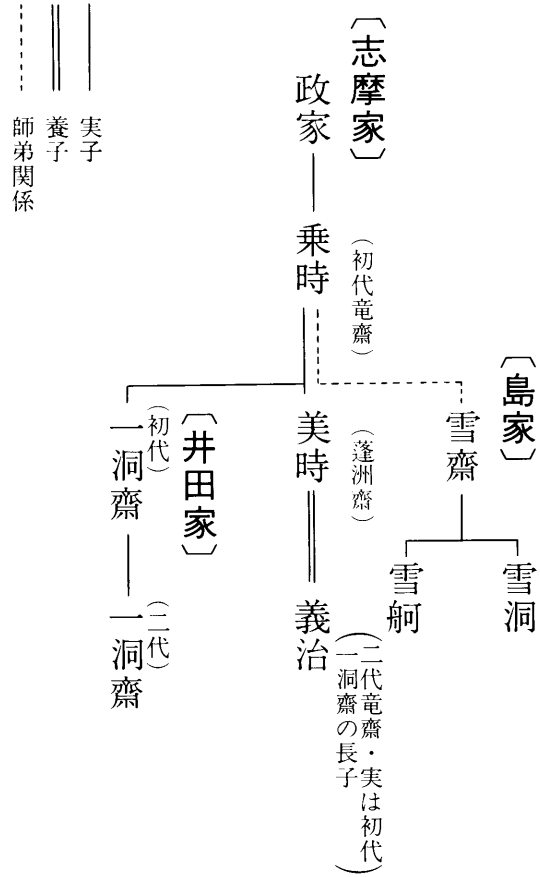 〔島家〕
雪齋
雪洞
雪舸
〔志摩家〕
政家
乗時
(初代竜齋)
美時
(蓬洲齋)
義治
(二代竜齋・実は初代
一洞齋の長子)
〔井田家〕
(初代)
一洞齋
(二代)
一洞齋
実子
養子
師弟関係